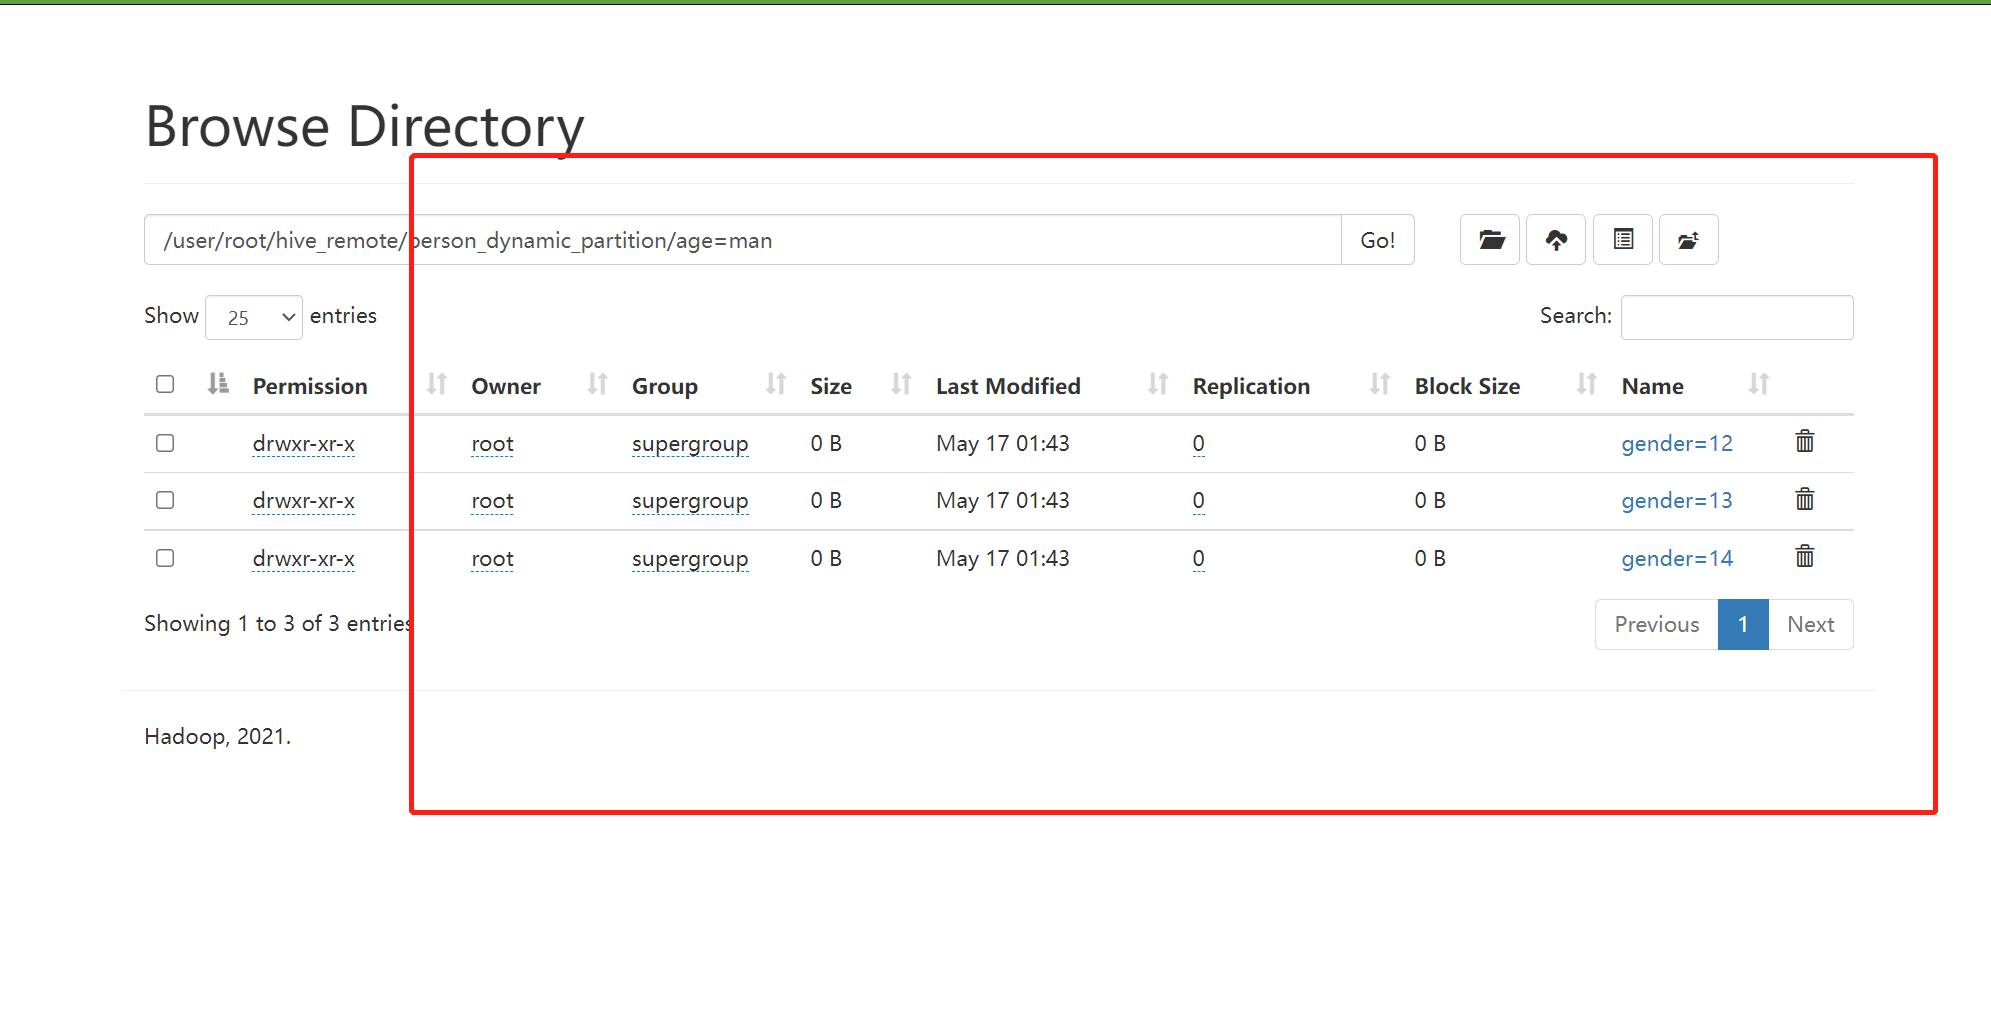 Browse Directory
/user/root/hive_remote/person_dynamic_partition/age=man Go!
Show 25 entries Search:
Permission Owner Group Size Last Modified Replication Block Size Name
drwxr-xr-x root supergroup 0 B May 17 01:43 0 0 B gender=12
drwxr-xr-x root supergroup 0 B May 17 01:43 0 0 B gender=13
drwxr-xr-x root supergroup 0 B May 17 01:43 0 0 B gender=14
Showing 1 to 3 of 3 entries Previous 1 Next
Hadoop, 2021.